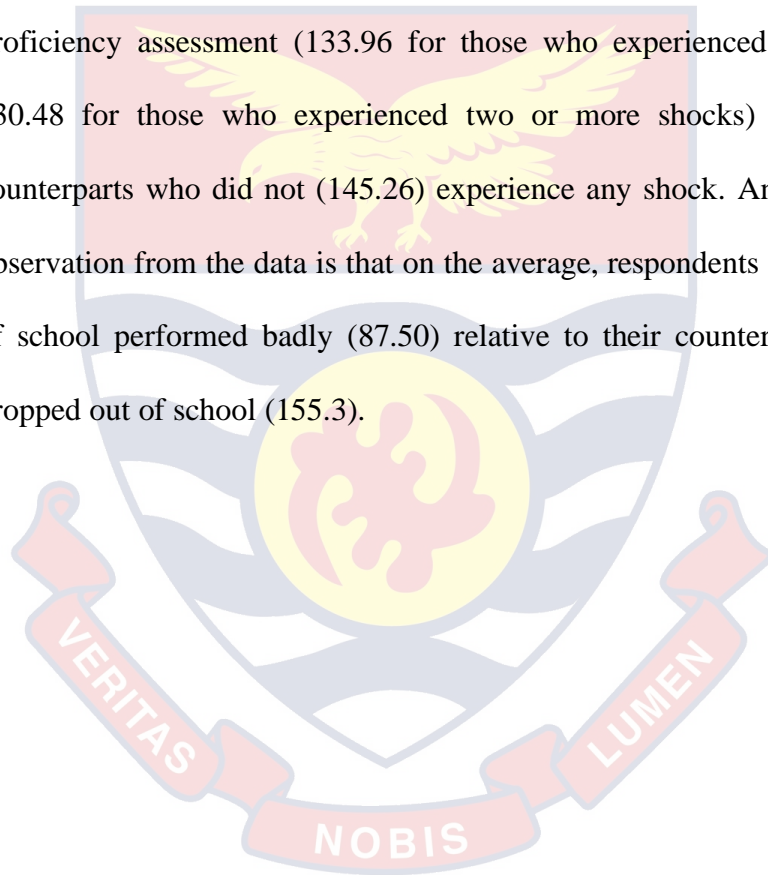 roficiency assessment (133.96 for those who experienced
30.48 for those who experienced two or more shocks)
ounterparts who did not (145.26) experience any shock. An
bservation from the data is that on the average, respondents
f school performed badly (87.50) relative to their counter
ropped out of school (155.3).
VERITAS
NOBIS
LUMEN